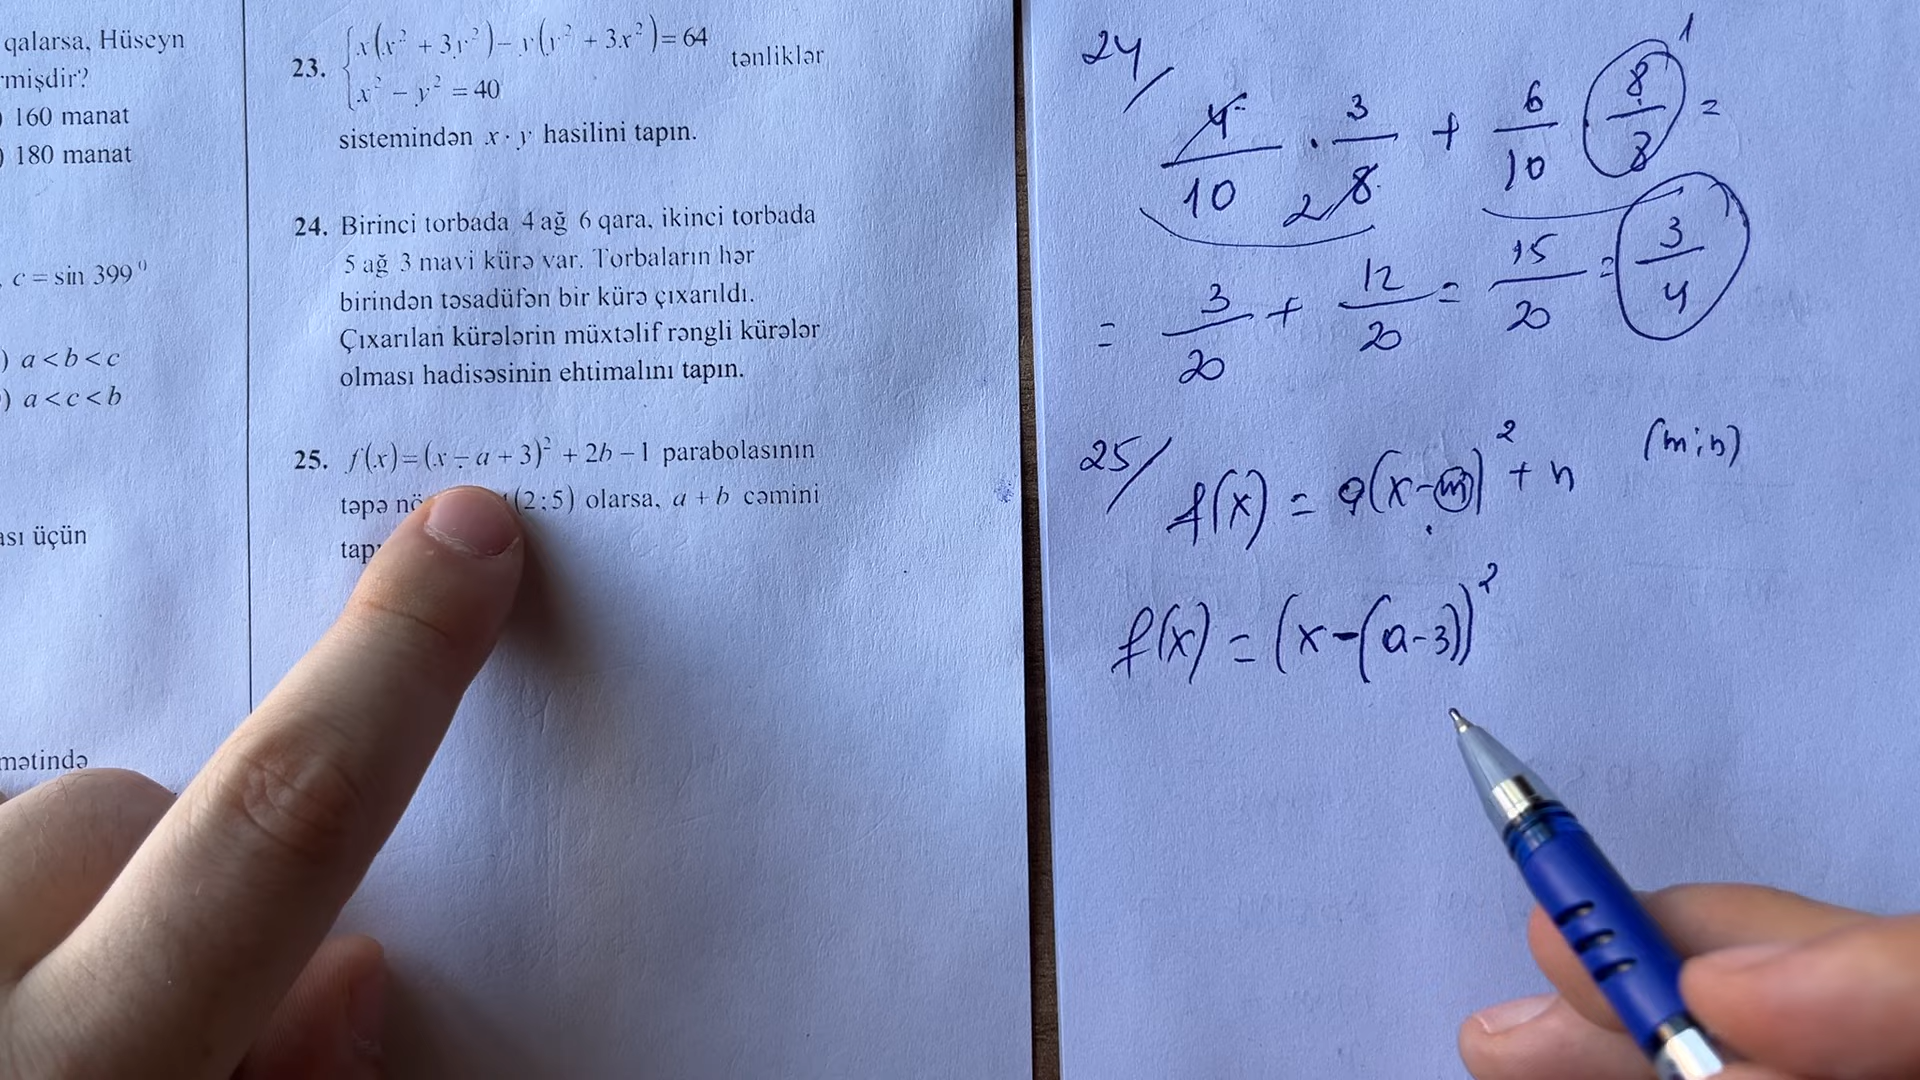 qalarsa, Hüseyn
rmişdir?
) 160 manat
) 180 manat
, c = sin 399⁰
) a < b < c
) a < c < b
ası üçün
mətində
23. {x(x² + 3y²) − y(y² + 3x²) = 64
x² − y² = 40
tənliklər
sistemindən x · y hasilini tapın.
24. Birinci torbada 4 ağ 6 qara, ikinci torbada
5 ağ 3 mavi kürə var. Torbaların hər
birindən təsadüfən bir kürə çıxarıldı.
Çıxarılan kürələrin müxtəlif rəngli kürələr
olması hadisəsinin ehtimalını tapın.
25. f(x) = (x − a + 3)² + 2b − 1 parabolasının
təpə (2;5) olarsa, a + b cəmini
24/
4/10 · 3/8 2 + 6/10 8/8 1 =
= 3/20 + 12/20 = 15/20 = 3/4
25/ f(x) = a(x−m)² + n (m;n)
f(x) = (x−(a−3))²